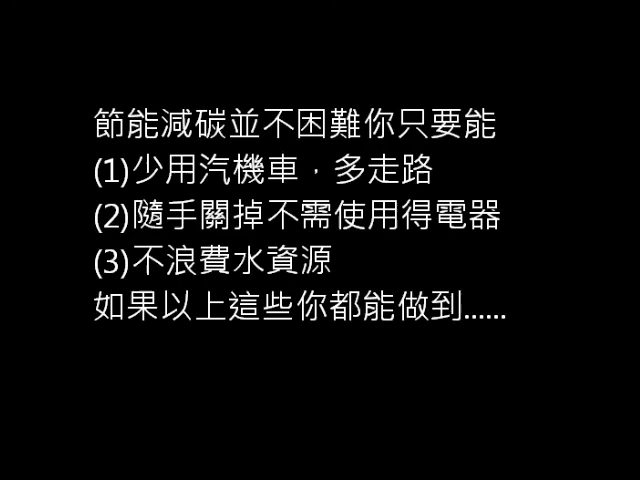 節能減碳並不困難你只要能
(1)少用汽機車，多走路
(2)隨手關掉不需使用得電器
(3)不浪費水資源
如果以上這些你都能做到......